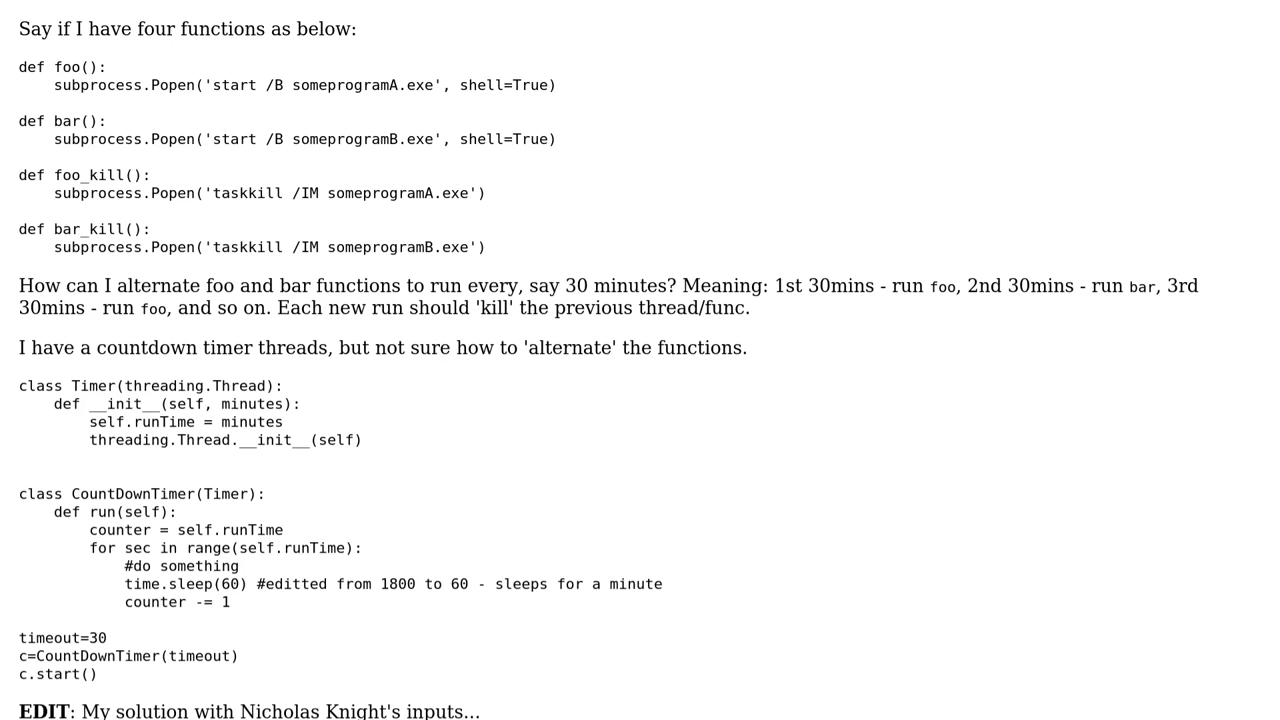 Say if I have four functions as below:
def foo():
    subprocess.Popen('start /B someprogramA.exe', shell=True)
def bar():
    subprocess.Popen('start /B someprogramB.exe', shell=True)
def foo_kill():
    subprocess.Popen('taskkill /IM someprogramA.exe')
def bar_kill():
    subprocess.Popen('taskkill /IM someprogramB.exe')
How can I alternate foo and bar functions to run every, say 30 minutes? Meaning: 1st 30mins - run foo, 2nd 30mins - run bar, 3rd
30mins - run foo, and so on. Each new run should 'kill' the previous thread/func.
I have a countdown timer threads, but not sure how to 'alternate' the functions.
class Timer(threading.Thread):
    def __init__(self, minutes):
        self.runTime = minutes
        threading.Thread.__init__(self)
class CountDownTimer(Timer):
    def run(self):
        counter = self.runTime
        for sec in range(self.runTime):
            #do something
            time.sleep(60) #editted from 1800 to 60 - sleeps for a minute
            counter -= 1
timeout=30
c=CountDownTimer(timeout)
c.start()
EDIT: My solution with Nicholas Knight's inputs...